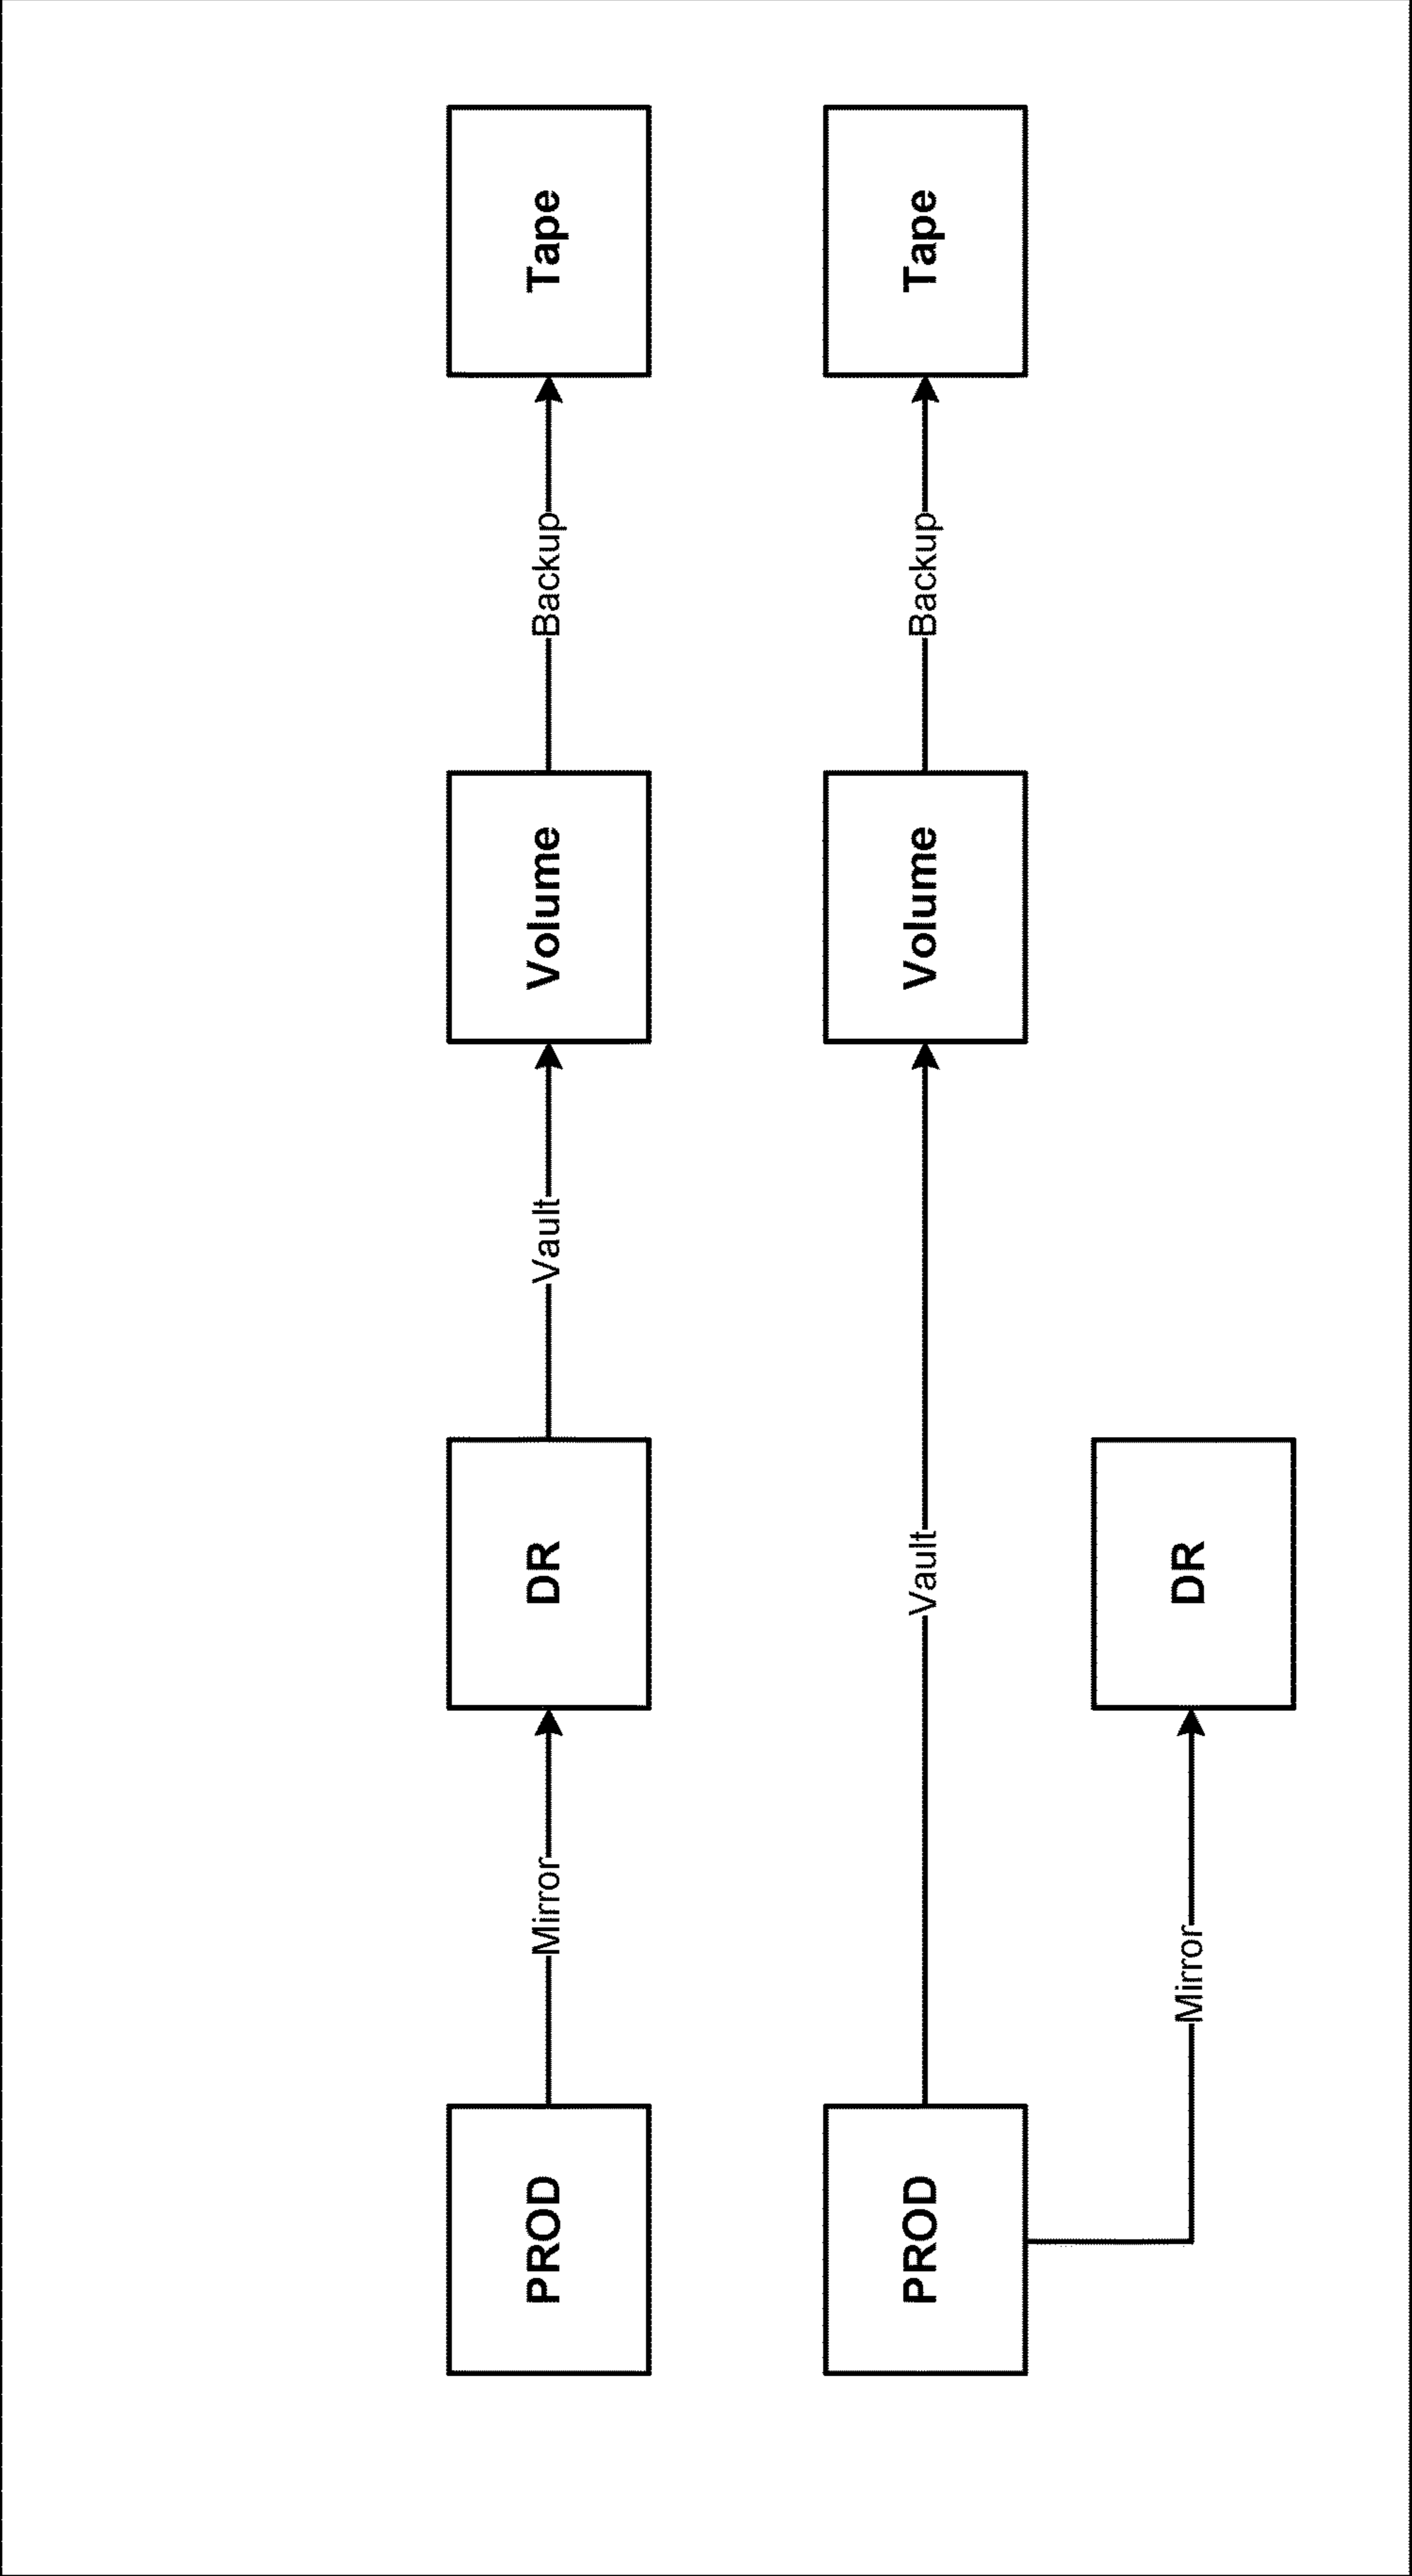 PROD
Mirror
DR
Vault
Volume
Backup
Tape
PROD
Vault
Volume
Backup
Tape
Mirror
DR